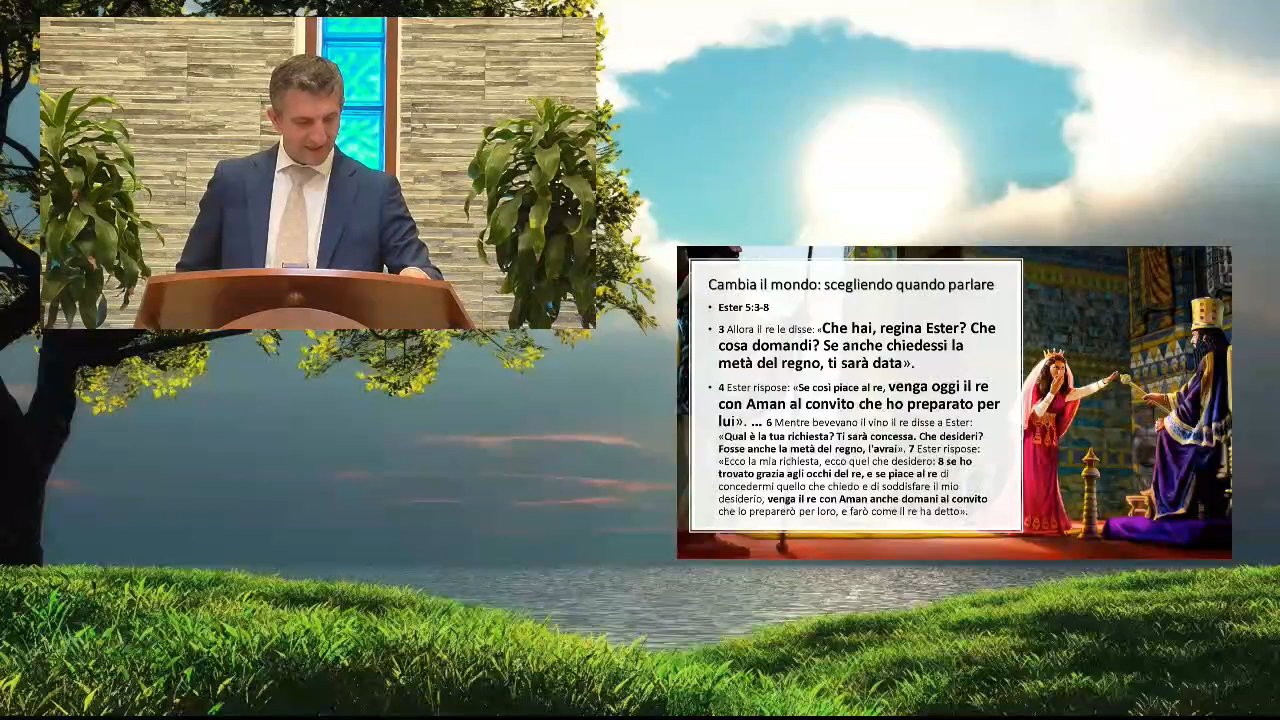 Cambia il mondo: scegliendo quando parlare
• Ester 5:3-8
• 3 Allora il re le disse: «Che hai, regina Ester? Che
cosa domandi? Se anche chiedessi la
metà del regno, ti sarà data».
• 4 Ester rispose: «Se così piace al re, venga oggi il re
con Aman al convito che ho preparato per
lui». ... 6 Mentre bevevano il vino il re disse a Ester:
«Qual è la tua richiesta? Ti sarà concessa. Che desideri?
Fosse anche la metà del regno, l'avrai». 7 Ester rispose:
«Ecco la mia richiesta, ecco quel che desidero: 8 se ho
trovato grazia agli occhi del re, e se piace al re di
concedermi quello che chiedo e di soddisfare il mio
desiderio, venga il re con Aman anche domani al convito
che io preparerò per loro, e farò come il re ha detto».